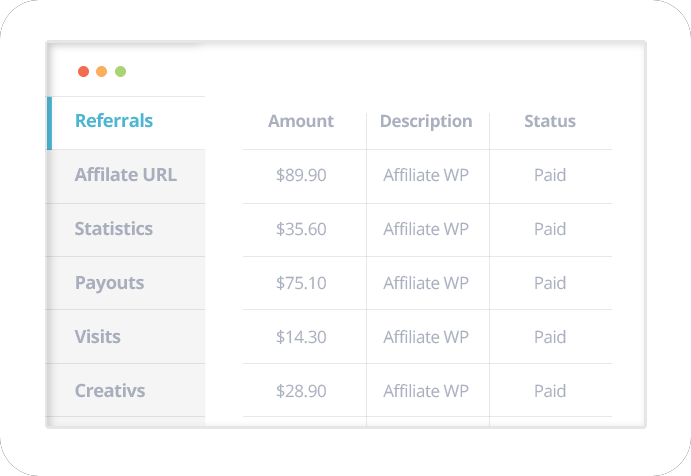 Referrals
Amount Description Status
Affilate URL
$89.90 Affiliate WP Paid
Statistics
$35.60 Affiliate WP Paid
Payouts
$75.10 Affiliate WP Paid
Visits
$14.30 Affiliate WP Paid
Creativs
$28.90 Affiliate WP Paid